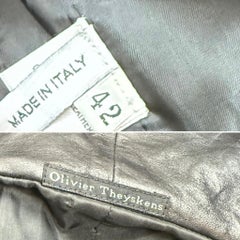 MADE IN ITALY
42
Olivier Theyskens